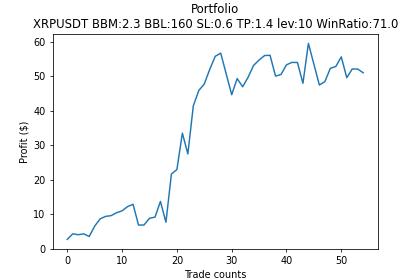 Portfolio
XRPUSDT BBM:2.3 BBL:160 SL:0.6 TP:1.4 lev:10 WinRatio:71.0
60
50
40
30
20
10
0
Profit ($)
0 10 20 30 40 50
Trade counts